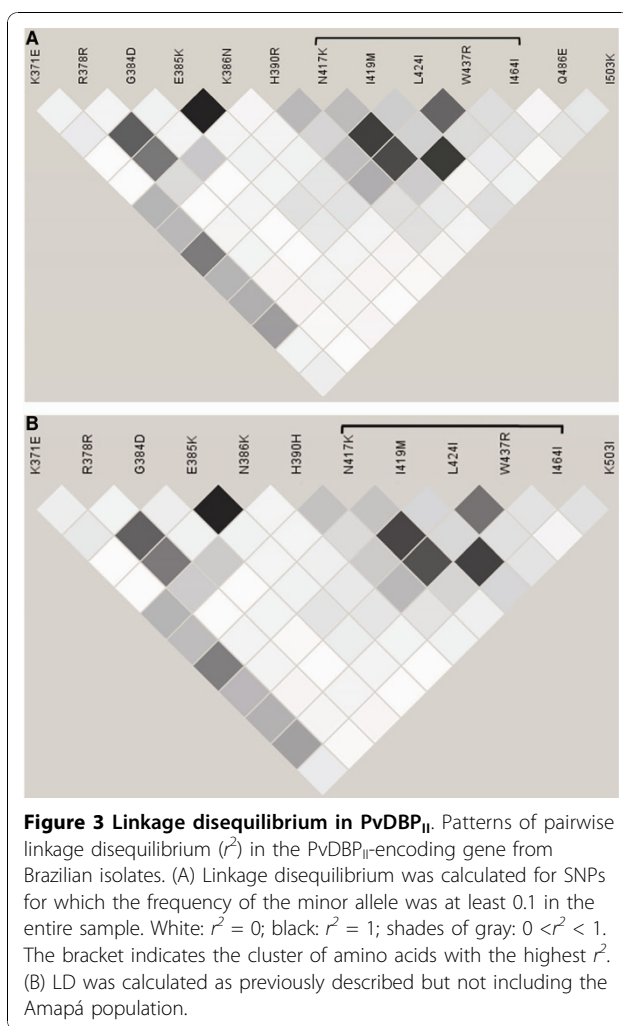 A
K371E
R378R
G384D
E385K
K386N
H390R
N417K
I419M
L424I
W437R
I464I
Q486E
I503K
B
K371E
R378R
G384D
E385K
N386K
H390H
N417K
I419M
L424I
W437R
I464I
K503I
Figure 3 Linkage disequilibrium in PvDBPII. Patterns of pairwise
linkage disequilibrium (r²) in the PvDBPII-encoding gene from
Brazilian isolates. (A) Linkage disequilibrium was calculated for SNPs
for which the frequency of the minor allele was at least 0.1 in the
entire sample. White: r² = 0; black: r² = 1; shades of gray: 0 <r² < 1.
The bracket indicates the cluster of amino acids with the highest r².
(B) LD was calculated as previously described but not including the
Amapá population.